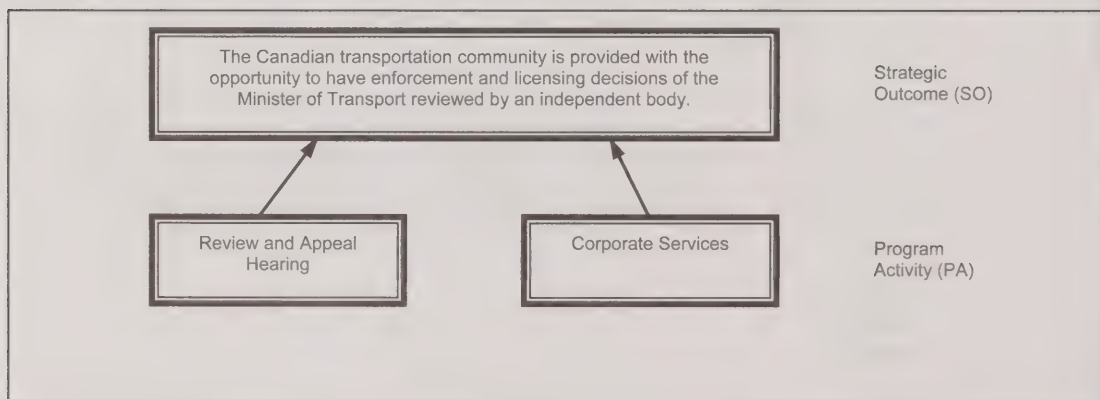 The Canadian transportation community is provided with the
opportunity to have enforcement and licensing decisions of the
Minister of Transport reviewed by an independent body.
Strategic
Outcome (SO)
Review and Appeal
Hearing
Corporate Services
Program
Activity (PA)